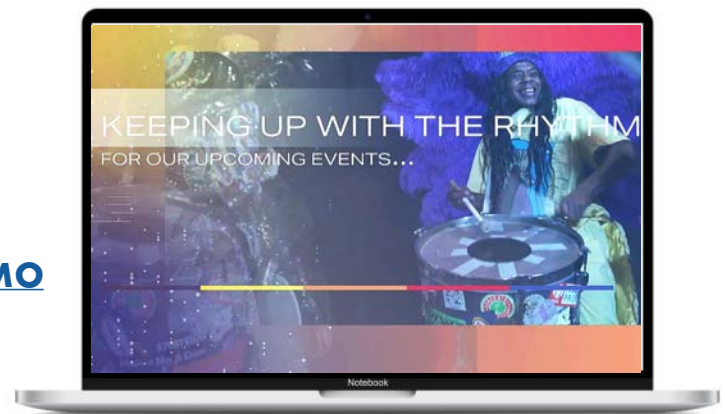 KEEPING UP WITH THE RHYTHM
FOR OUR UPCOMING EVENTS...
MO
Notebook